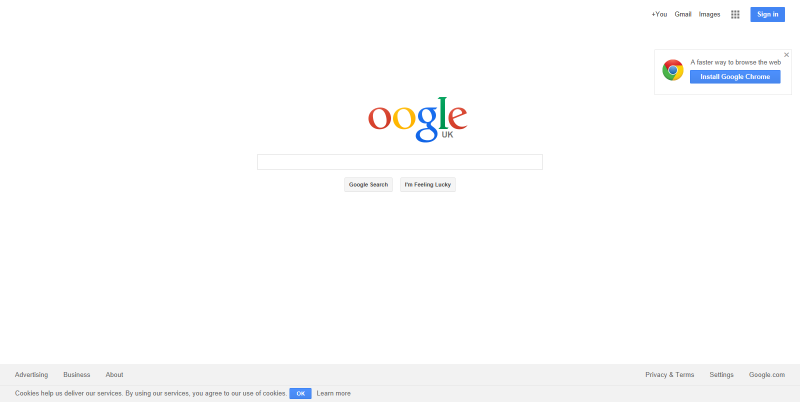 +You Gmail Images Sign in
A faster way to browse the web
Install Google Chrome
oogle
UK
Google Search I'm Feeling Lucky
Advertising Business About Privacy & Terms Settings Google.com
Cookies help us deliver our services. By using our services, you agree to our use of cookies. OK Learn more